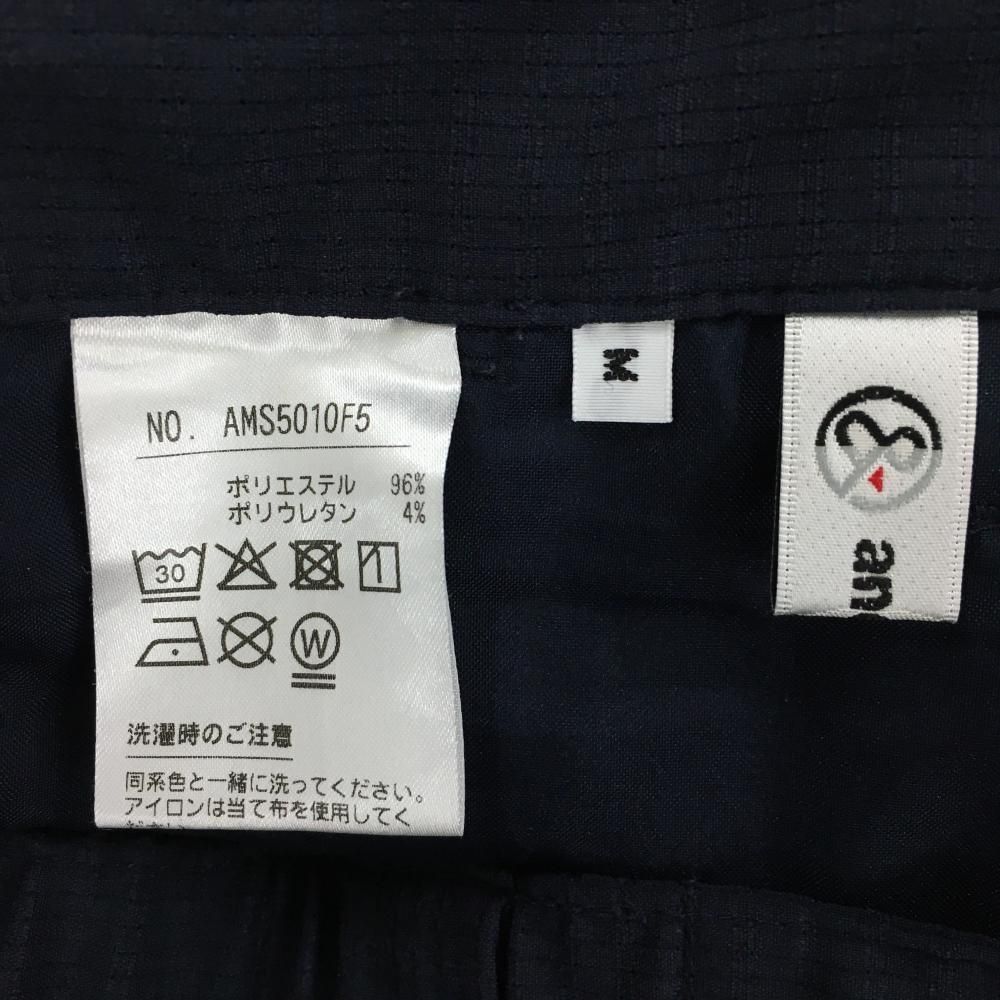 NO. AMS5010F5
ポリエステル 96%
ポリウレタン 4%
30
W
洗濯時のご注意
同系色と一緒に洗ってください。
アイロンは当て布を使用してく
M
an